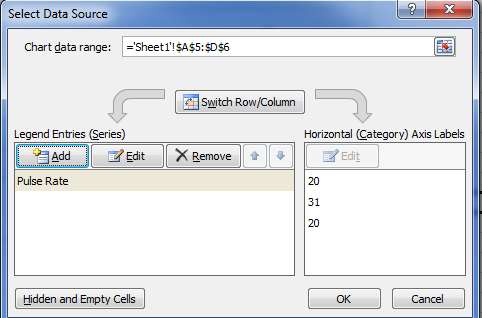 Select Data Source
Chart data range: ='Sheet1'!$A$5:$D$6
Switch Row/Column
Legend Entries (Series)
Horizontal (Category) Axis Labels
Add Edit Remove
Edit
Pulse Rate
20
31
20
Hidden and Empty Cells
OK Cancel